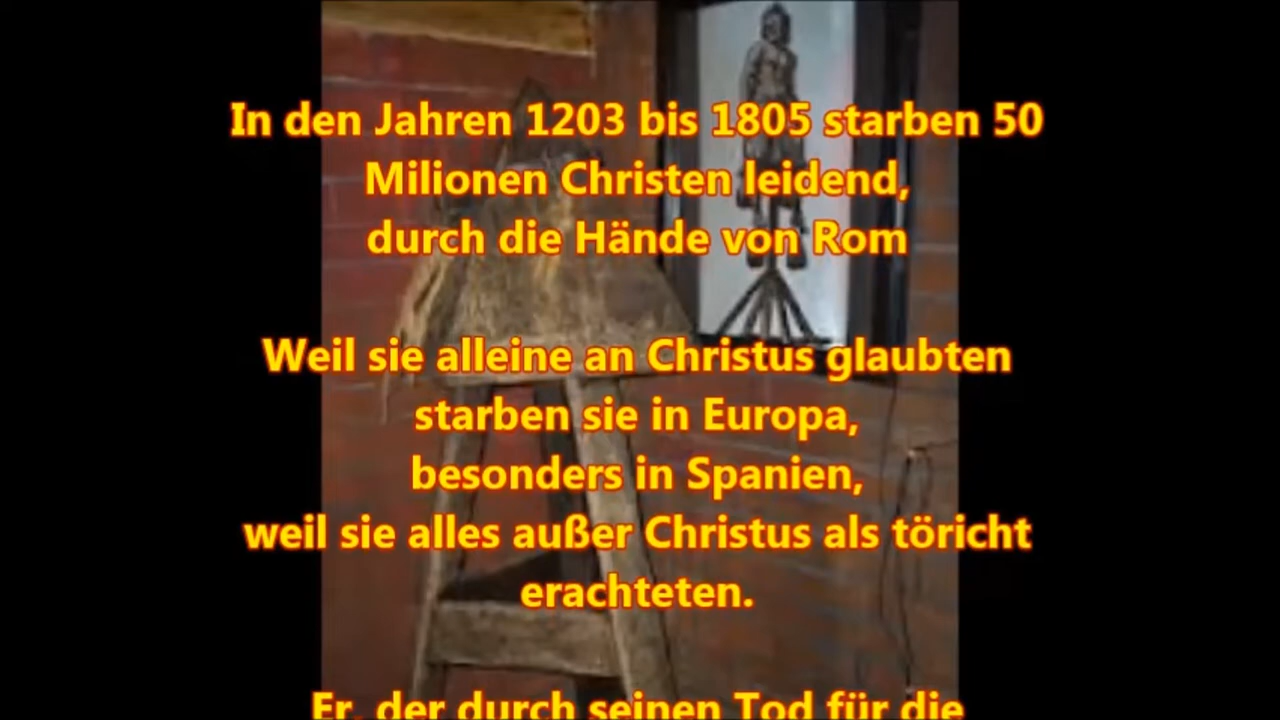 In den Jahren 1203 bis 1805 starben 50
Milionen Christen leidend,
durch die Hände von Rom
Weil sie alleine an Christus glaubten
starben sie in Europa,
besonders in Spanien,
weil sie alles außer Christus als töricht
erachteten.
Er, der durch seinen Tod für die